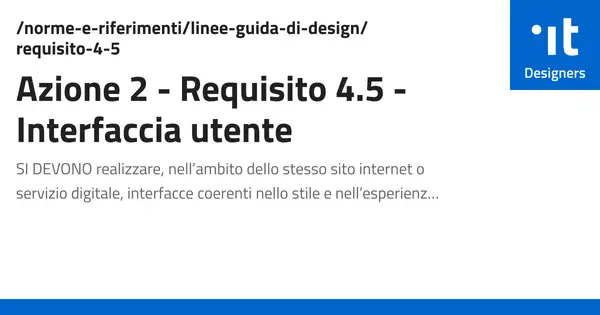 /norme-e-riferimenti/linee-guida-di-design/
requisito-4-5
Azione 2 - Requisito 4.5 -
Interfaccia utente
SI DEVONO realizzare, nell’ambito dello stesso sito internet o
servizio digitale, interfacce coerenti nello stile e nell’esperienz...
it
Designers